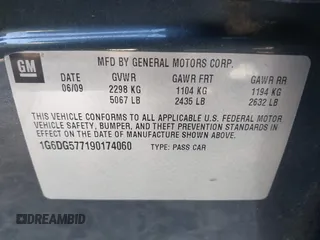 GM
MFD BY GENERAL MOTORS CORP.
DATE GVWR GAWR FRT GAWR RR
06/09 2298 KG 1104 KG 1194 KG
5067 LB 2435 LB 2632 LB
THIS VEHICLE CONFORMS TO ALL APPLICABLE U.S. FEDERAL MOTOR
VEHICLE SAFETY, BUMPER, AND THEFT PREVENTION STANDARDS
IN EFFECT ON THE DATE OF MANUFACTURE SHOWN ABOVE.
1G6DG577190174060 TYPE: PASS CAR
DREAMBID